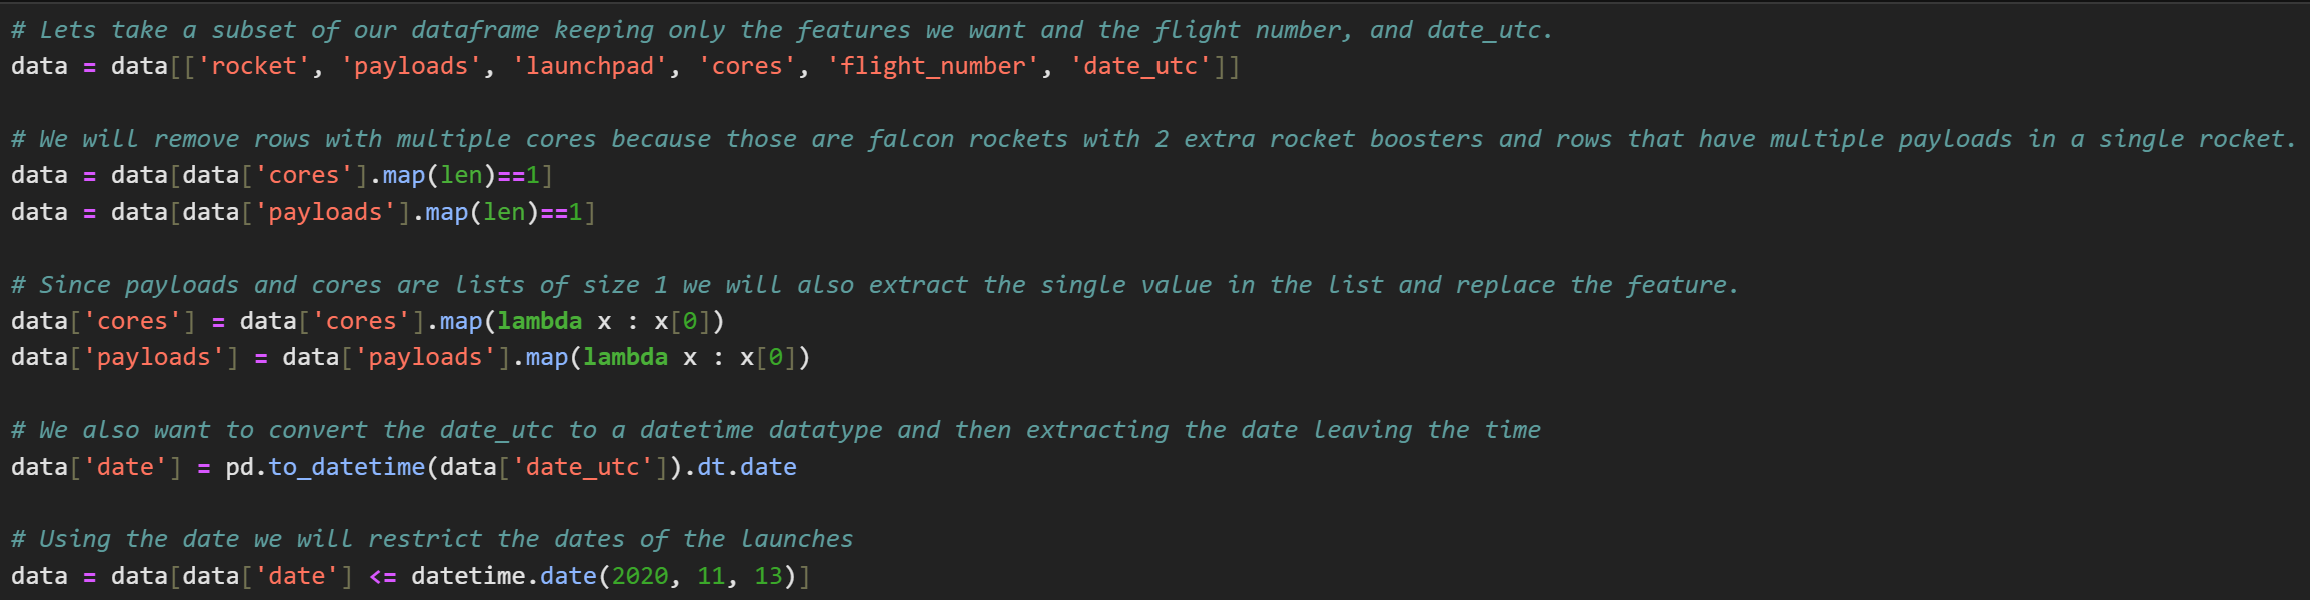 # Lets take a subset of our dataframe keeping only the features we want and the flight number, and date_utc.
data = data[['rocket', 'payloads', 'launchpad', 'cores', 'flight_number', 'date_utc']]
# We will remove rows with multiple cores because those are falcon rockets with 2 extra rocket boosters and rows that have multiple payloads in a single rocket.
data = data[data['cores'].map(len)==1]
data = data[data['payloads'].map(len)==1]
# Since payloads and cores are lists of size 1 we will also extract the single value in the list and replace the feature.
data['cores'] = data['cores'].map(lambda x : x[0])
data['payloads'] = data['payloads'].map(lambda x : x[0])
# We also want to convert the date_utc to a datetime datatype and then extracting the date leaving the time
data['date'] = pd.to_datetime(data['date_utc']).dt.date
# Using the date we will restrict the dates of the launches
data = data[data['date'] <= datetime.date(2020, 11, 13)]